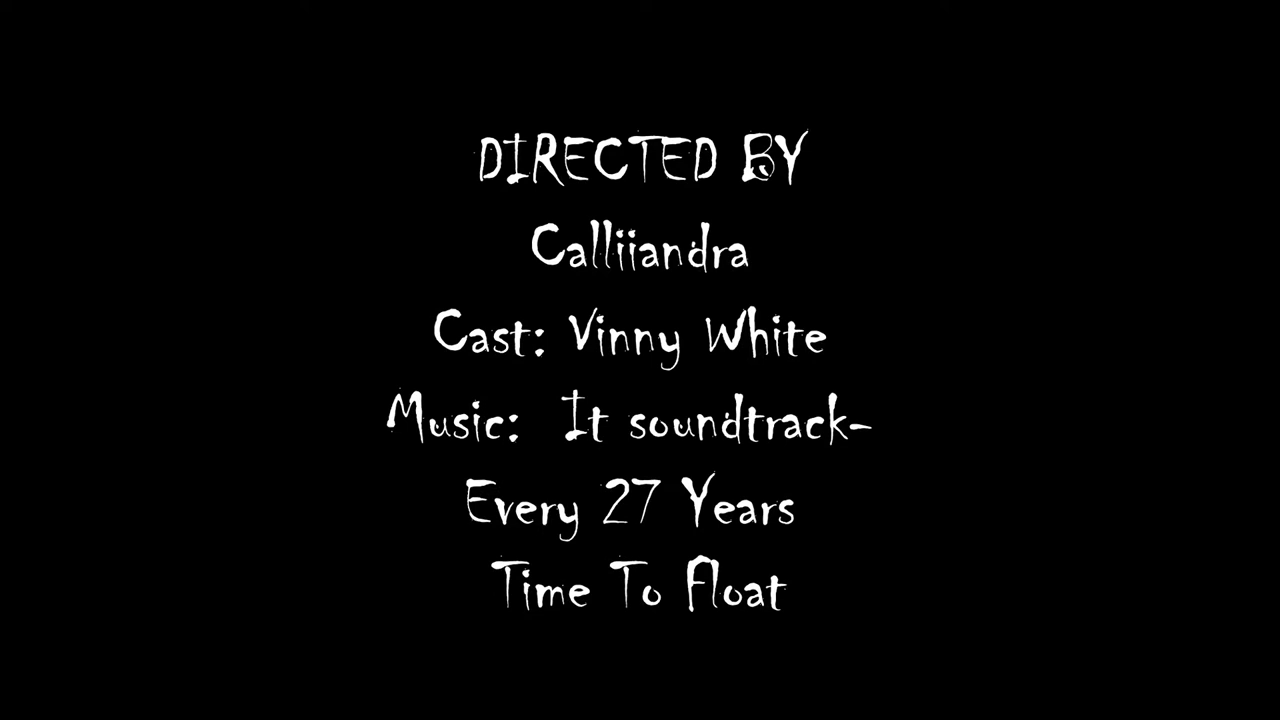 DIRECTED BY
Calliiandra
Cast: Vinny White
Music: It soundtrack-
Every 27 Years
Time To Float